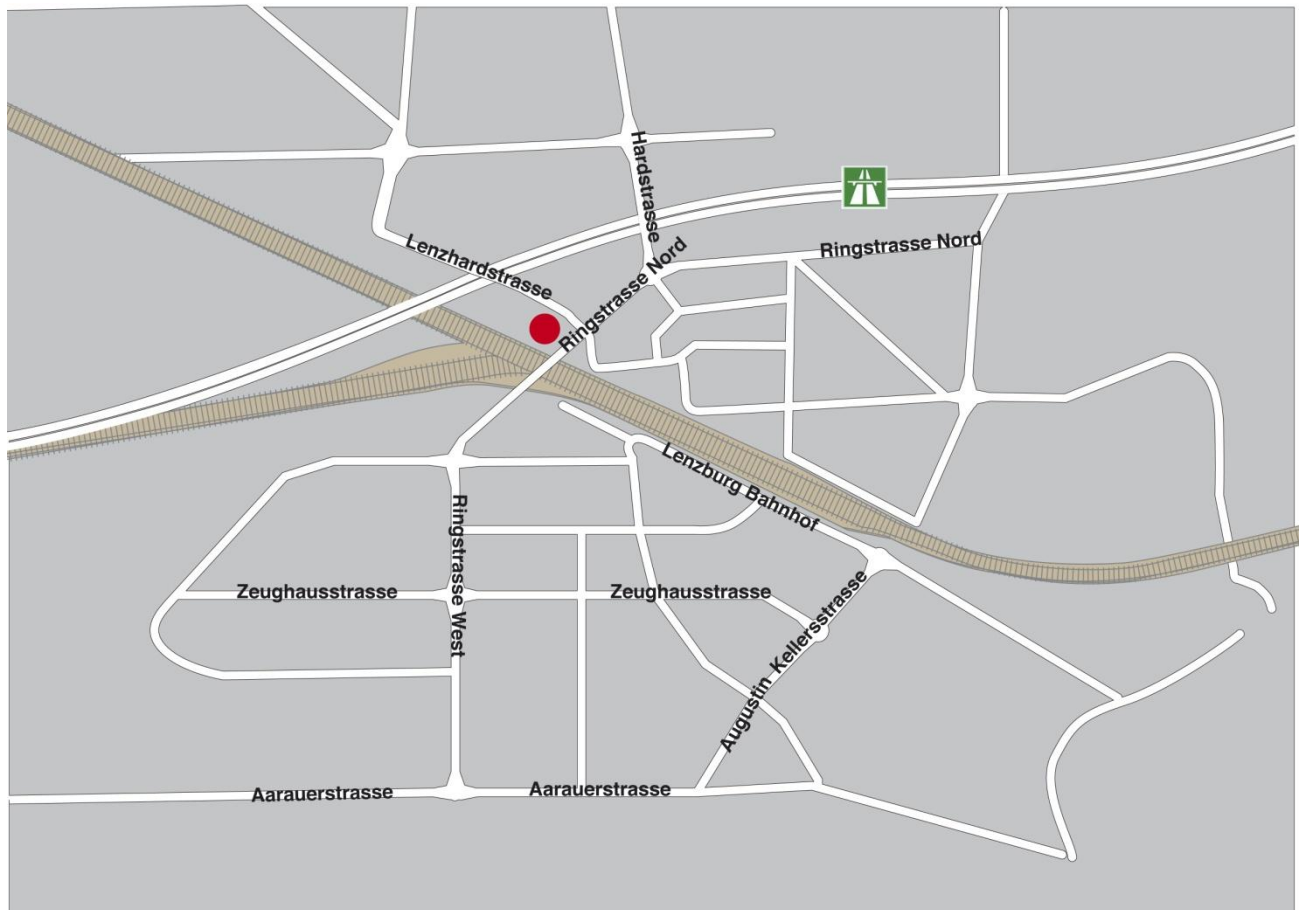 Hardstrasse
Lenzhardstrasse
Ringstrasse Nord
Ringstrasse Nord
Lenzburg Bahnhof
Ringstrasse West
Zeughausstrasse
Zeughausstrasse
Augustin Kellersstrasse
Aarauerstrasse
Aarauerstrasse